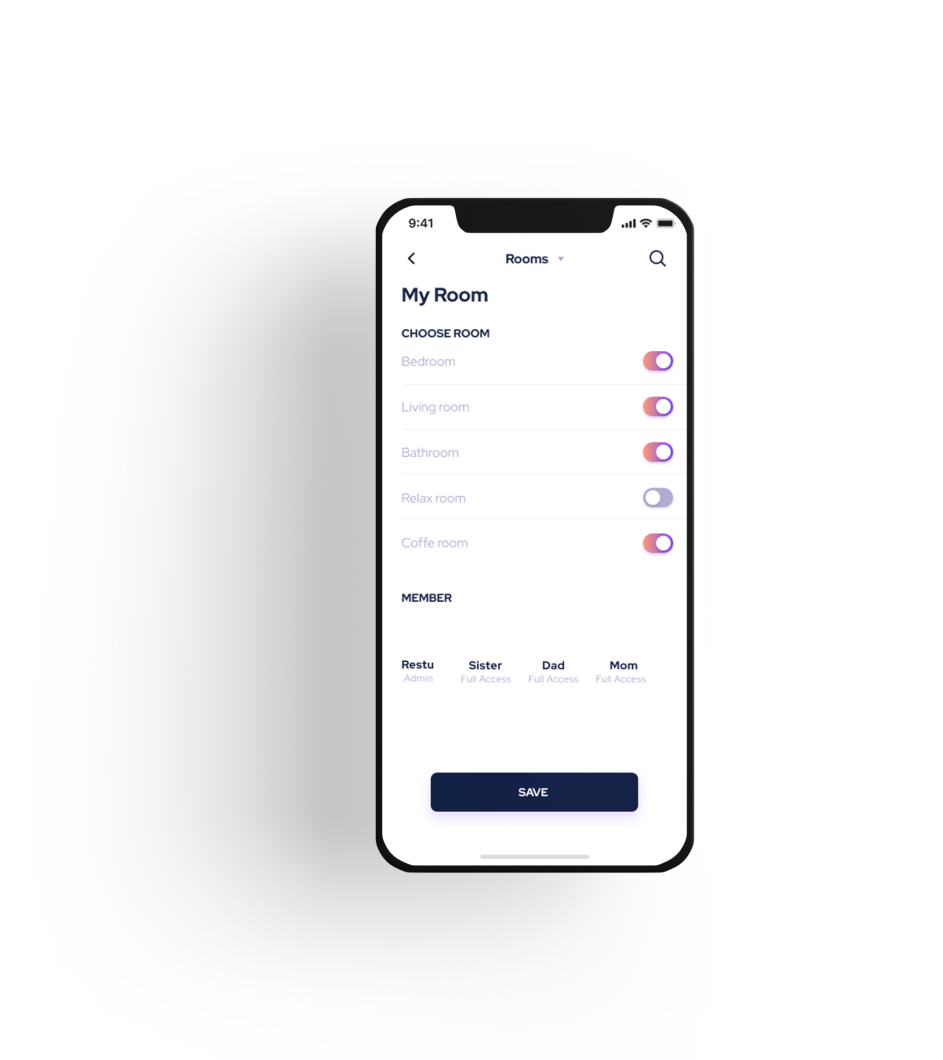 9:41
Rooms
My Room
CHOOSE ROOM
Bedroom
Living room
Bathroom
Relax room
Coffe room
MEMBER
Restu Sister Dad Mom
Admin Full Access Full Access Full Access
SAVE